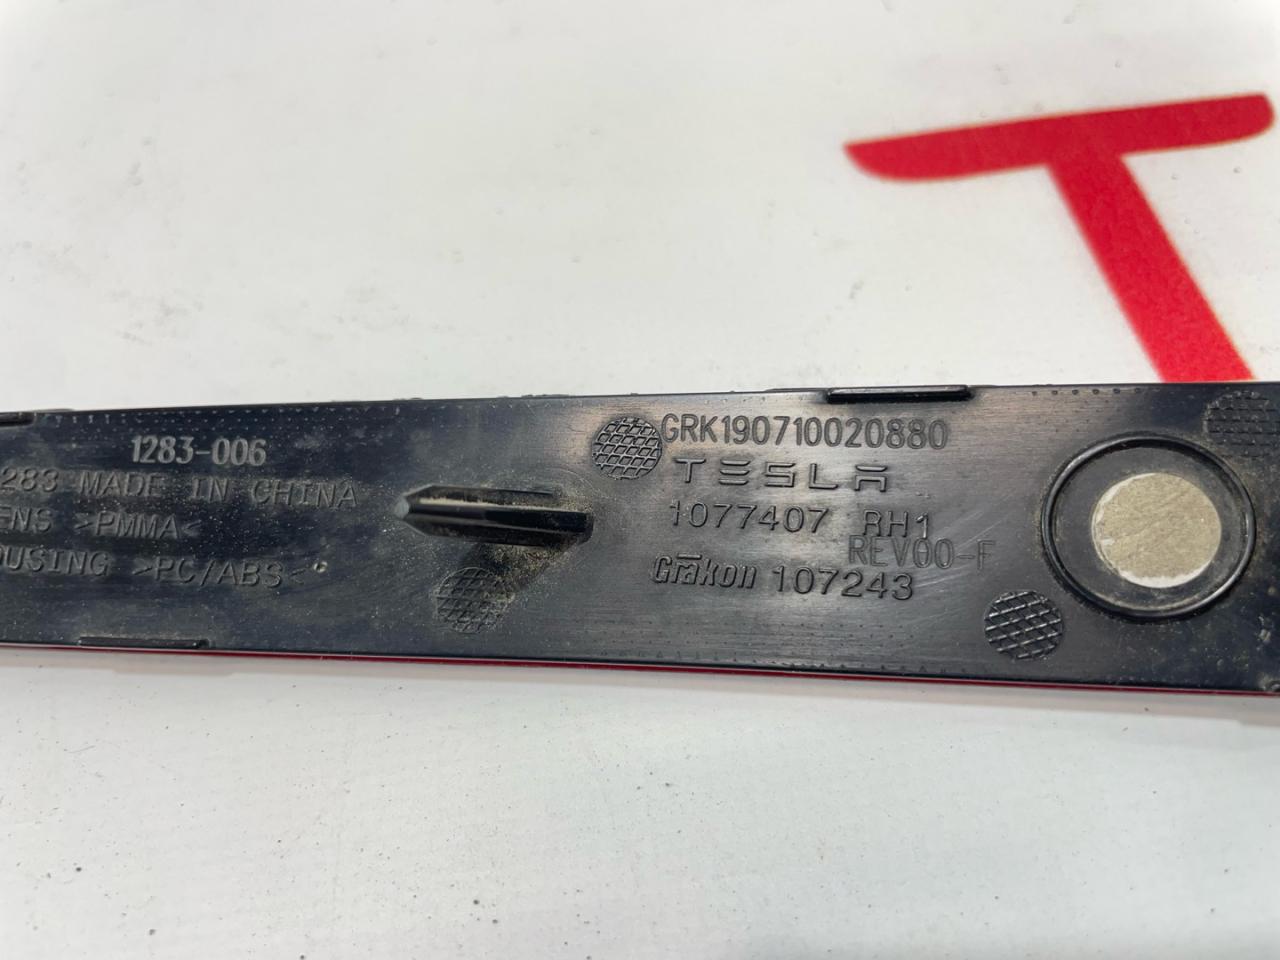 1283-006
283 MADE IN CHINA
ENS >PMMA<
OUSING >PC/ABS<
GRK190710020880
TESLA
1077407 RH1
REV00-F
Grakon 107243
T